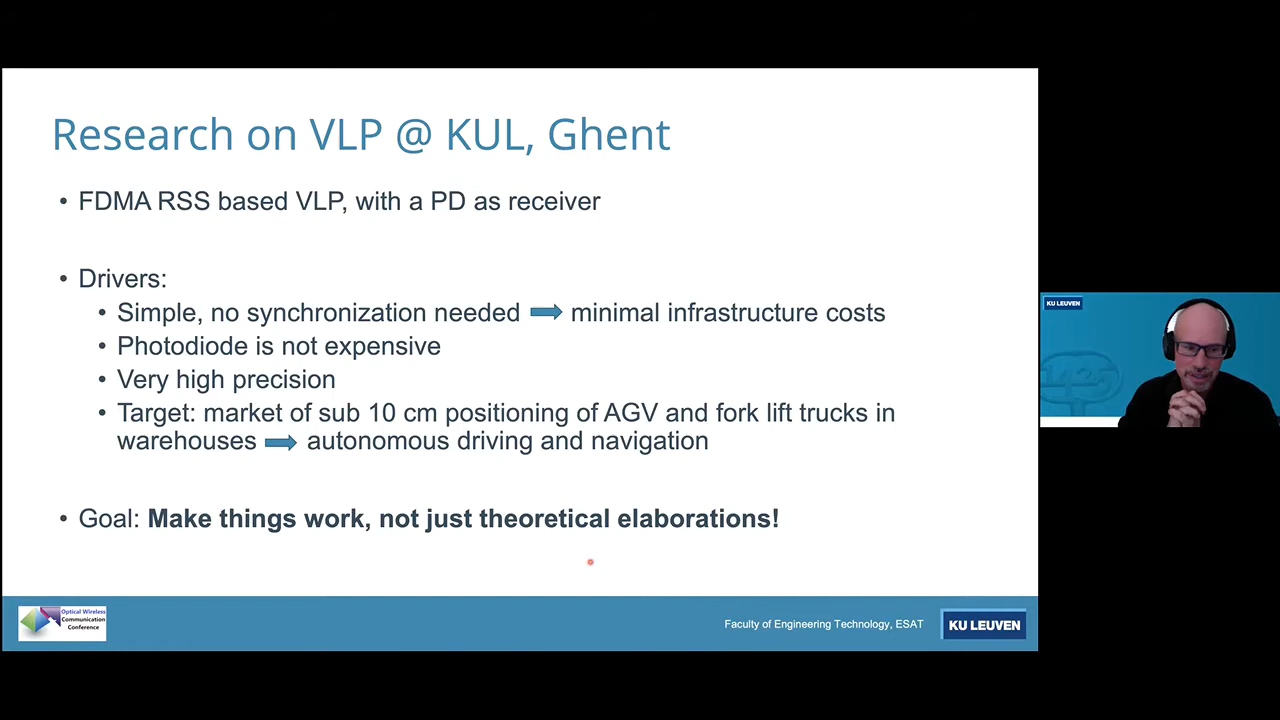 Research on VLP @ KUL, Ghent
• FDMA RSS based VLP, with a PD as receiver
• Drivers:
• Simple, no synchronization needed ➡ minimal infrastructure costs
• Photodiode is not expensive
• Very high precision
• Target: market of sub 10 cm positioning of AGV and fork lift trucks in
warehouses ➡ autonomous driving and navigation
• Goal: Make things work, not just theoretical elaborations!
Optical Wireless
Communication
Conference
Faculty of Engineering Technology, ESAT
KU LEUVEN
KU LEUVEN
1425